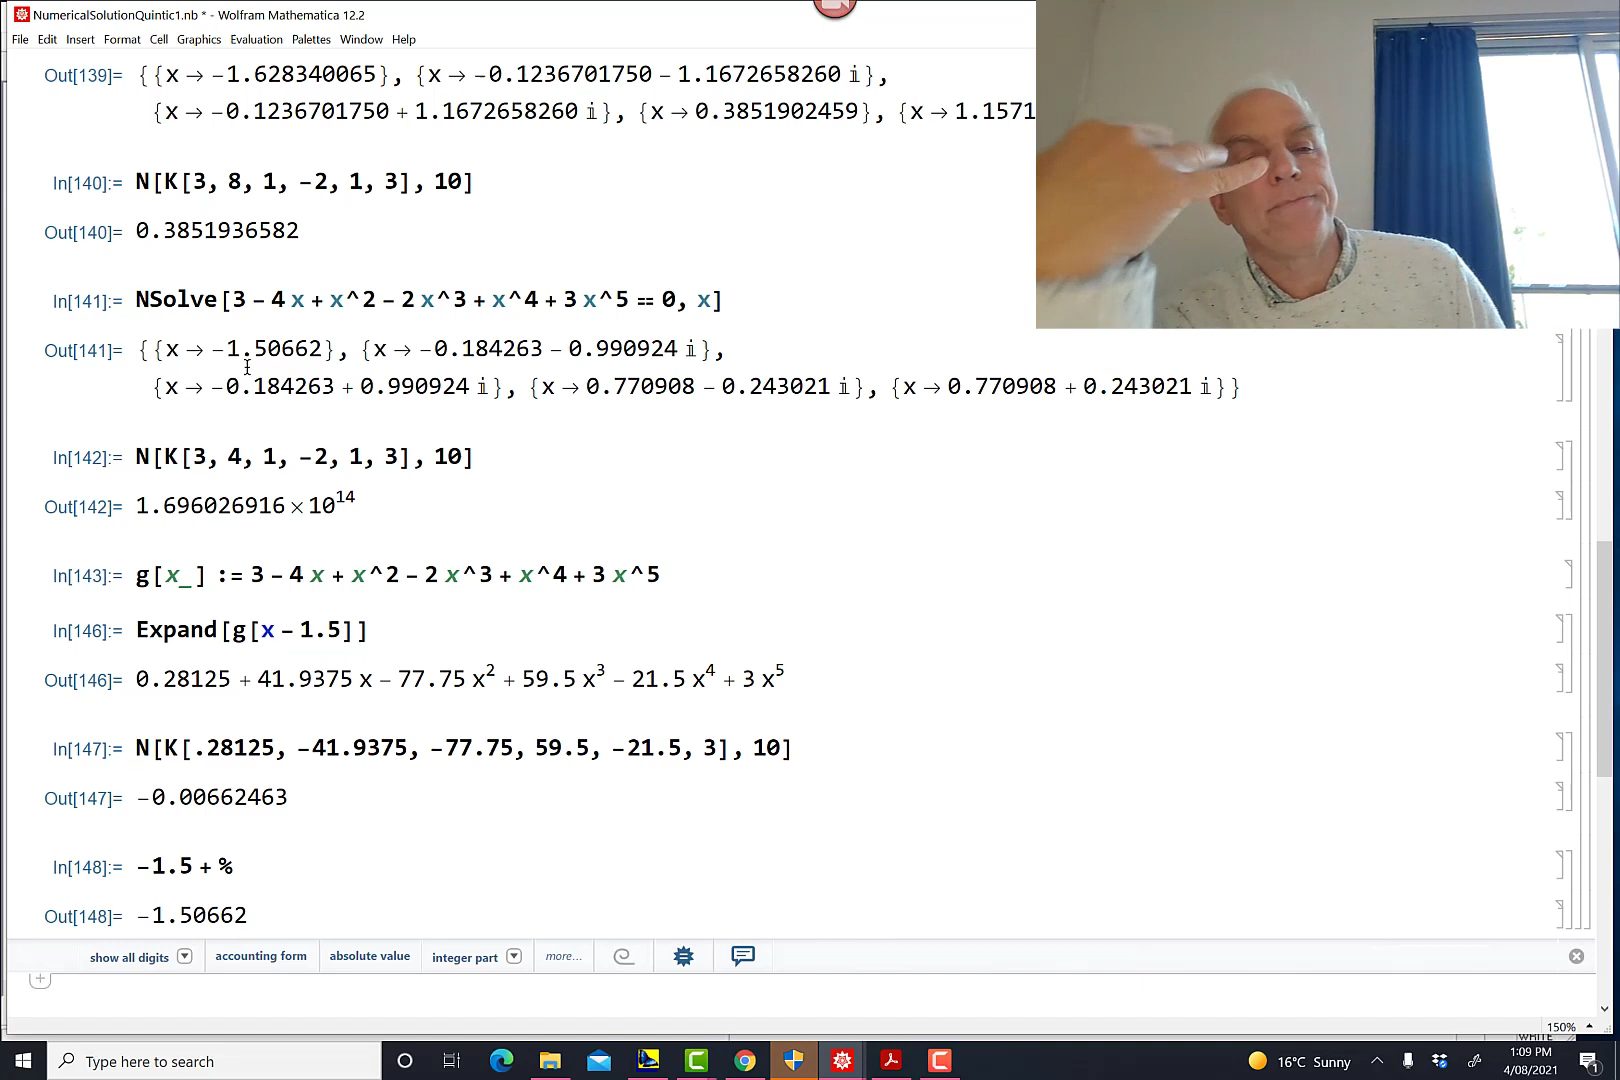 NumericalSolutionQuintic1.nb * - Wolfram Mathematica 12.2
File Edit Insert Format Cell Graphics Evaluation Palettes Window Help
Out[139]= {{x → -1.628340065}, {x → -0.1236701750 - 1.1672658260 ⅈ},
{x → -0.1236701750 + 1.1672658260 ⅈ}, {x → 0.3851902459}, {x → 1.1571
In[140]:= N[K[3, 8, 1, -2, 1, 3], 10]
Out[140]= 0.3851936582
In[141]:= NSolve[3 - 4 x + x^2 - 2 x^3 + x^4 + 3 x^5 == 0, x]
Out[141]= {{x → -1.50662}, {x → -0.184263 - 0.990924 ⅈ},
{x → -0.184263 + 0.990924 ⅈ}, {x → 0.770908 - 0.243021 ⅈ}, {x → 0.770908 + 0.243021 ⅈ}}
In[142]:= N[K[3, 4, 1, -2, 1, 3], 10]
Out[142]= 1.696026916 × 10^14
In[143]:= g[x_] := 3 - 4 x + x^2 - 2 x^3 + x^4 + 3 x^5
In[146]:= Expand[g[x - 1.5]]
Out[146]= 0.28125 + 41.9375 x - 77.75 x² + 59.5 x³ - 21.5 x⁴ + 3 x⁵
In[147]:= N[K[.28125, -41.9375, -77.75, 59.5, -21.5, 3], 10]
Out[147]= -0.00662463
In[148]:= -1.5 + %
Out[148]= -1.50662
show all digits accounting form absolute value integer part more...
150%
Type here to search
16°C Sunny
1:09 PM
4/08/2021
1